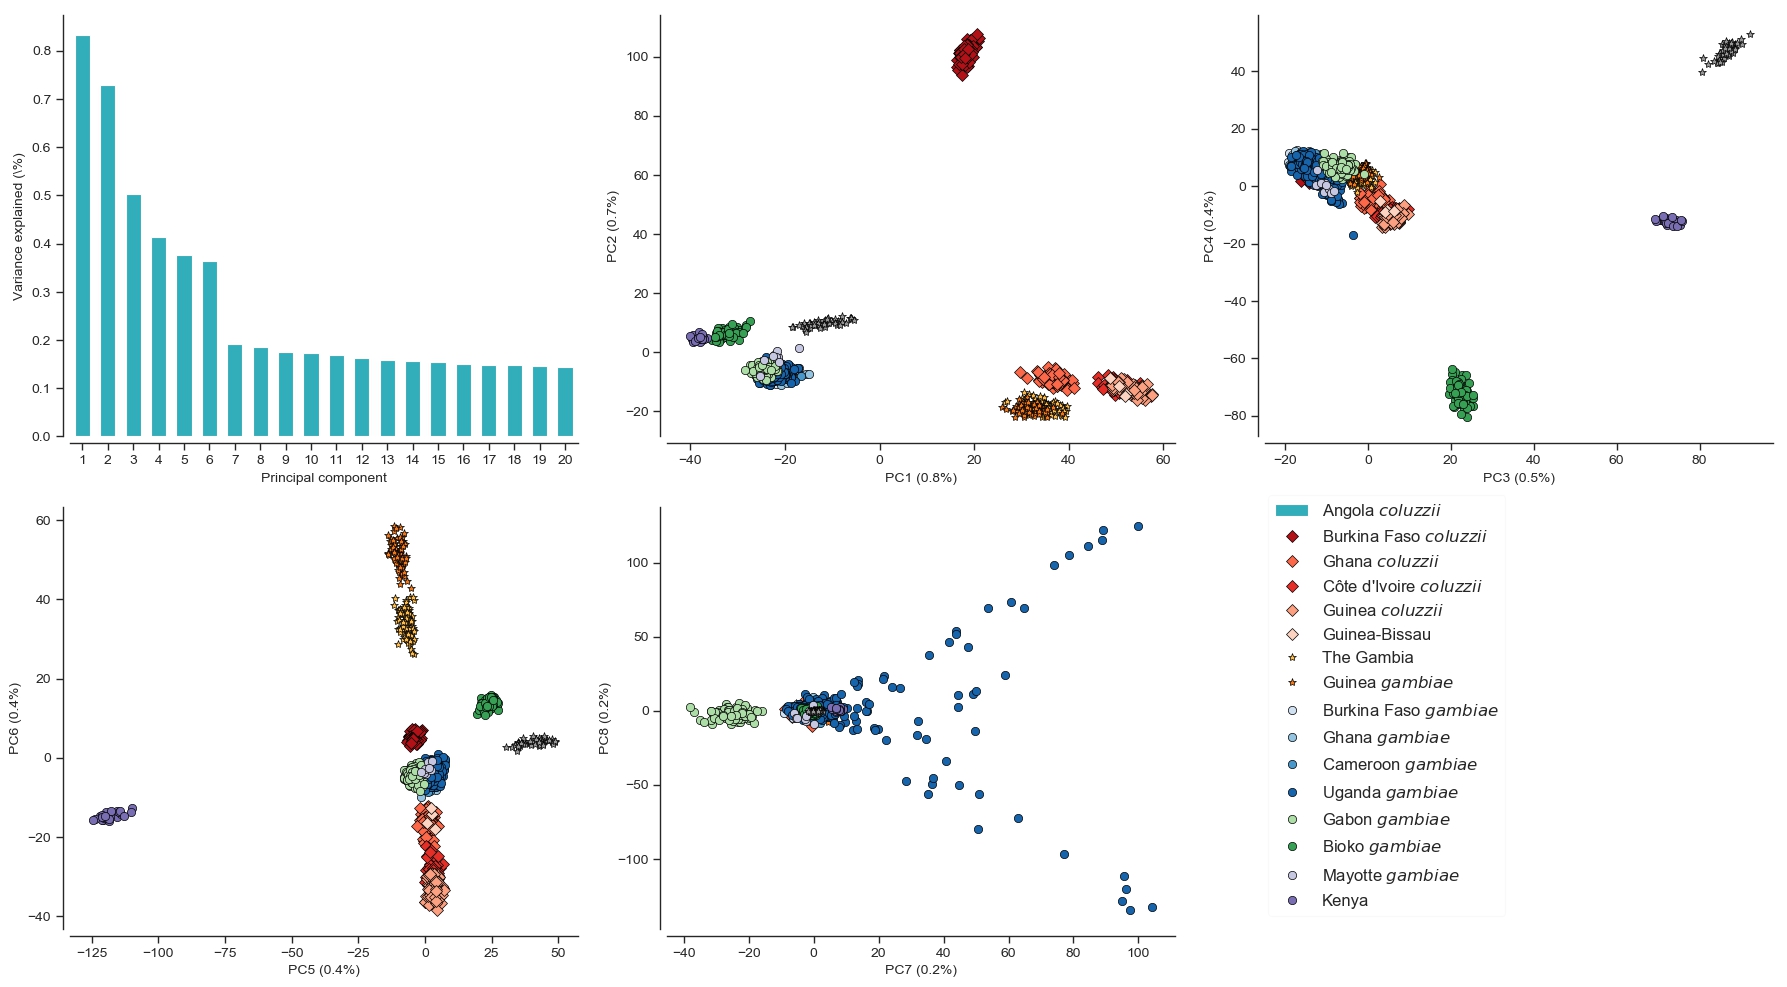 0.8
0.7
0.6
0.5
0.4
0.3
0.2
0.1
0.0
Variance explained (\%)
1 2 3 4 5 6 7 8 9 10 11 12 13 14 15 16 17 18 19 20
Principal component
100
80
60
40
20
0
−20
PC2 (0.7%)
−40 −20 0 20 40 60
PC1 (0.8%)
40
20
0
−20
−40
−60
−80
PC4 (0.4%)
−20 0 20 40 60 80
PC3 (0.5%)
60
40
20
0
−20
−40
PC6 (0.4%)
−125 −100 −75 −50 −25 0 25 50
PC5 (0.4%)
100
50
0
−50
−100
PC8 (0.2%)
−40 −20 0 20 40 60 80 100
PC7 (0.2%)
Angola coluzzii
Burkina Faso coluzzii
Ghana coluzzii
Côte d'Ivoire coluzzii
Guinea coluzzii
Guinea-Bissau
The Gambia
Guinea gambiae
Burkina Faso gambiae
Ghana gambiae
Cameroon gambiae
Uganda gambiae
Gabon gambiae
Bioko gambiae
Mayotte gambiae
Kenya